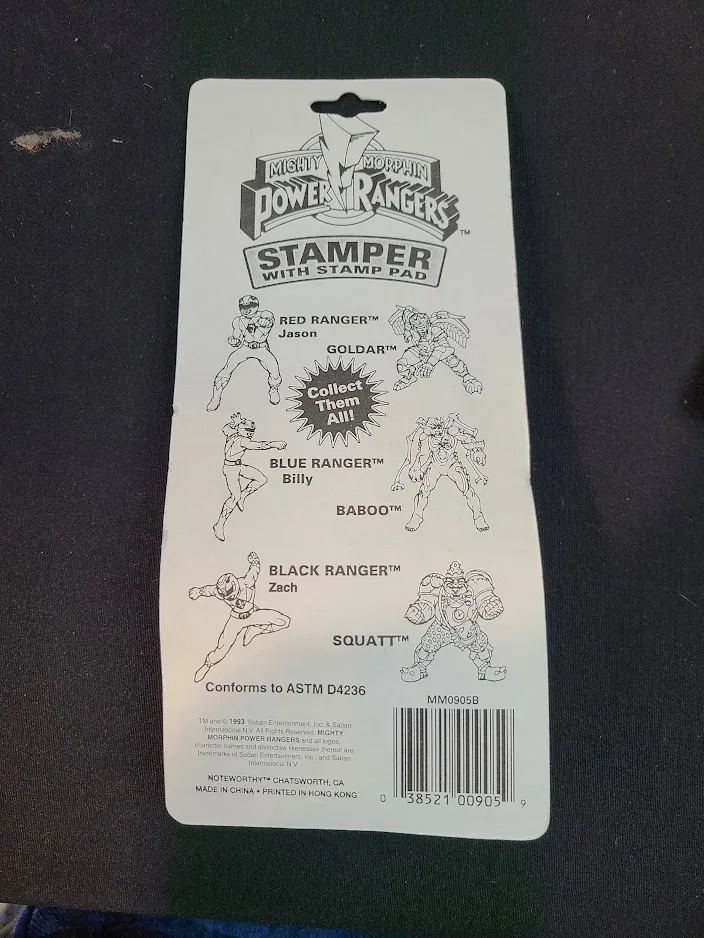 MIGHTY MORPHIN
POWER RANGERS™
STAMPER
WITH STAMP PAD
RED RANGER™
Jason
GOLDAR™
Collect
Them
All!
BLUE RANGER™
Billy
BABOO™
BLACK RANGER™
Zach
SQUATT™
Conforms to ASTM D4236
MM0905B
TM and © 1993 Saban Entertainment, Inc. & Saban
International N.V. All Rights Reserved. MIGHTY
MORPHIN POWER RANGERS and all logos,
character names and distinctive likenesses thereof are
trademarks of Saban Entertainment, Inc., and Saban
International N.V.
NOTEWORTHY™ CHATSWORTH, CA
MADE IN CHINA • PRINTED IN HONG KONG
0 38521 00905 9